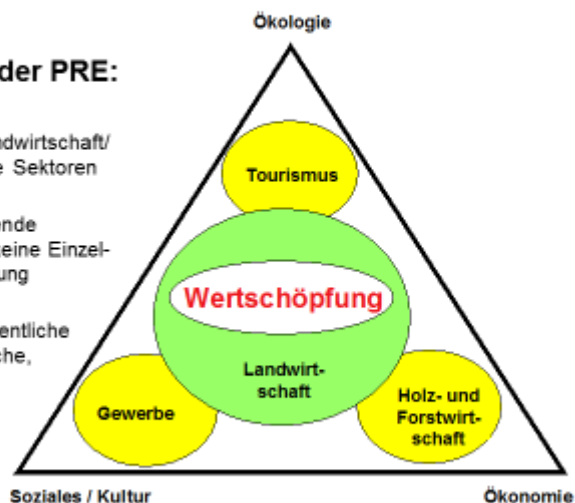 Ökologie
der PRE:
ndwirtschaft/
e Sektoren
ende
eine Einzel-
ung
entliche
che,
Tourismus
Wertschöpfung
Landwirt-
schaft
Gewerbe
Holz- und
Forstwirt-
schaft
Soziales / Kultur
Ökonomie